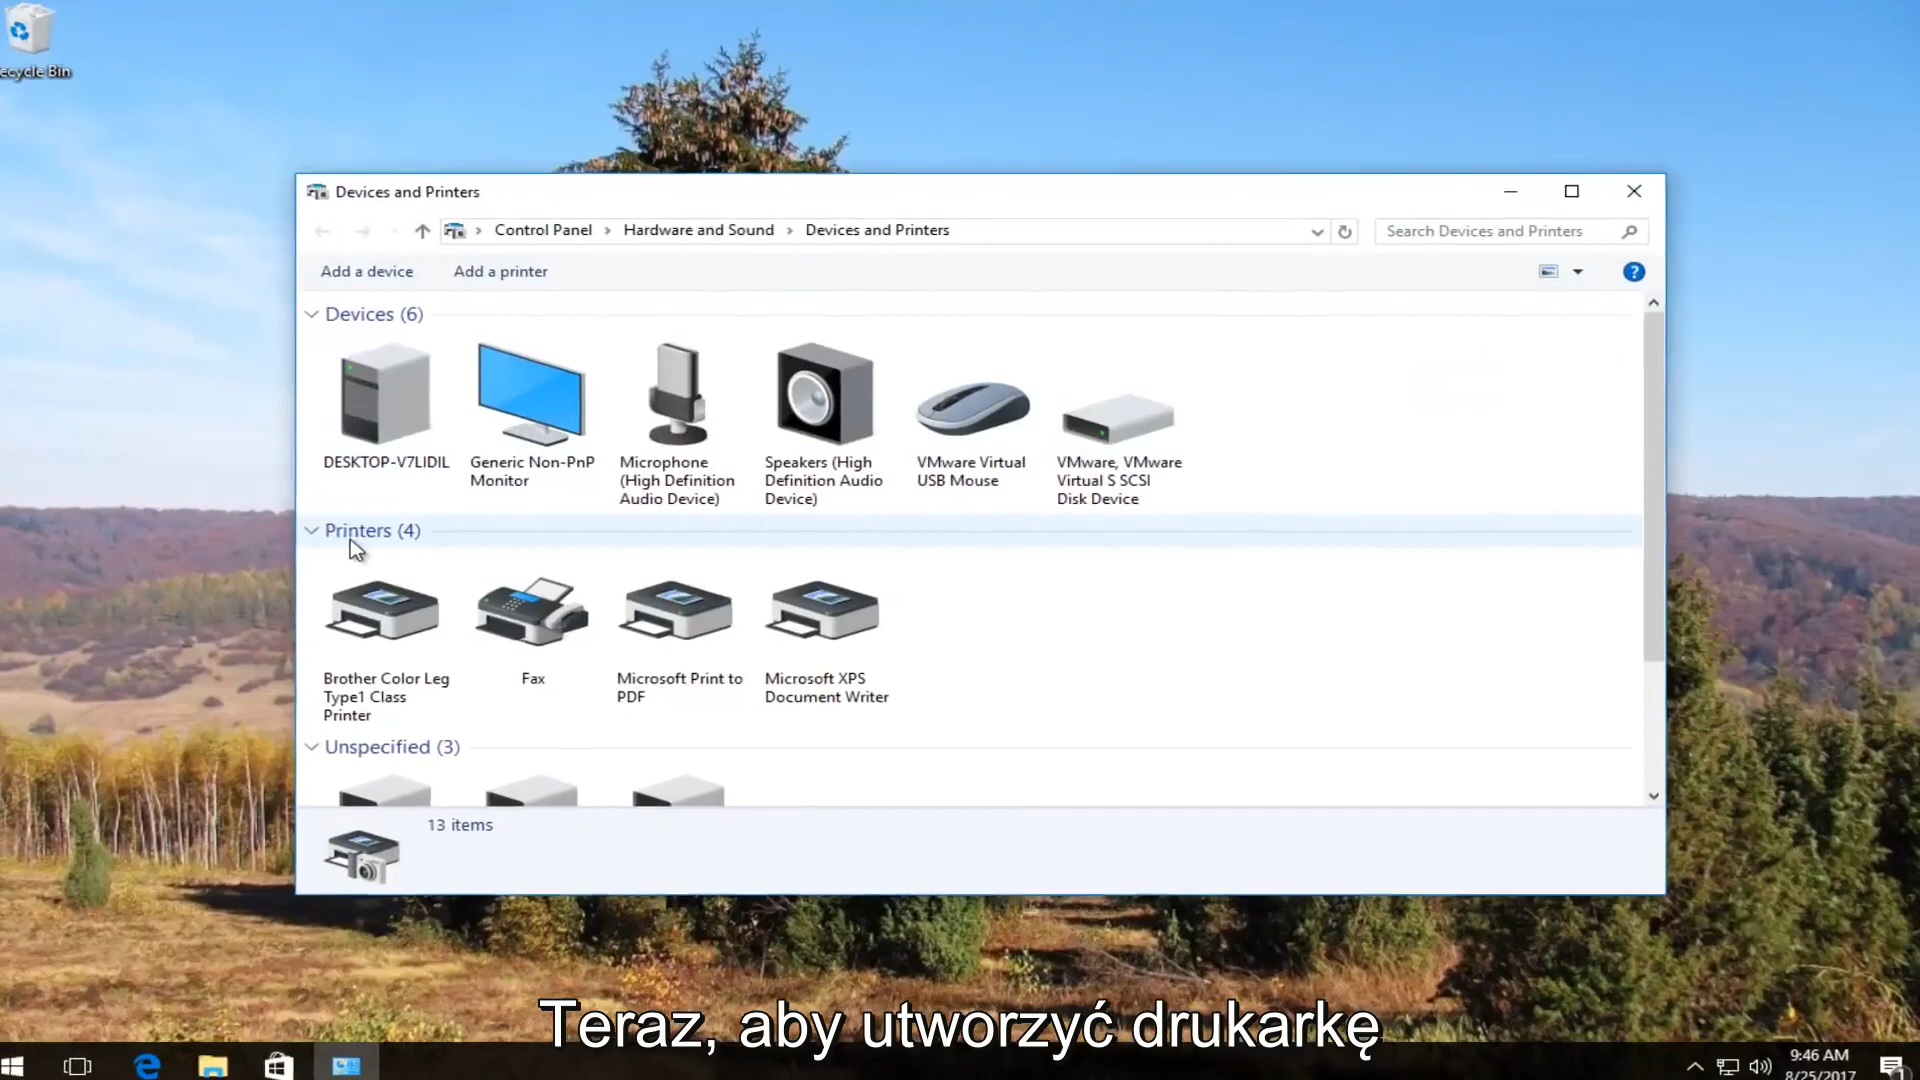 ecycle Bin
Devices and Printers
Control Panel > Hardware and Sound > Devices and Printers
Search Devices and Printers
Add a device
Add a printer
?
Devices (6)
DESKTOP-V7LIDIL
Generic Non-PnP
Monitor
Microphone
(High Definition
Audio Device)
Speakers (High
Definition Audio
Device)
VMware Virtual
USB Mouse
VMware, VMware
Virtual S SCSI
Disk Device
Printers (4)
Brother Color Leg
Type1 Class
Printer
Fax
Microsoft Print to
PDF
Microsoft XPS
Document Writer
Unspecified (3)
13 items
Teraz, aby utworzyć drukarkę
9:46 AM
8/25/2017
1